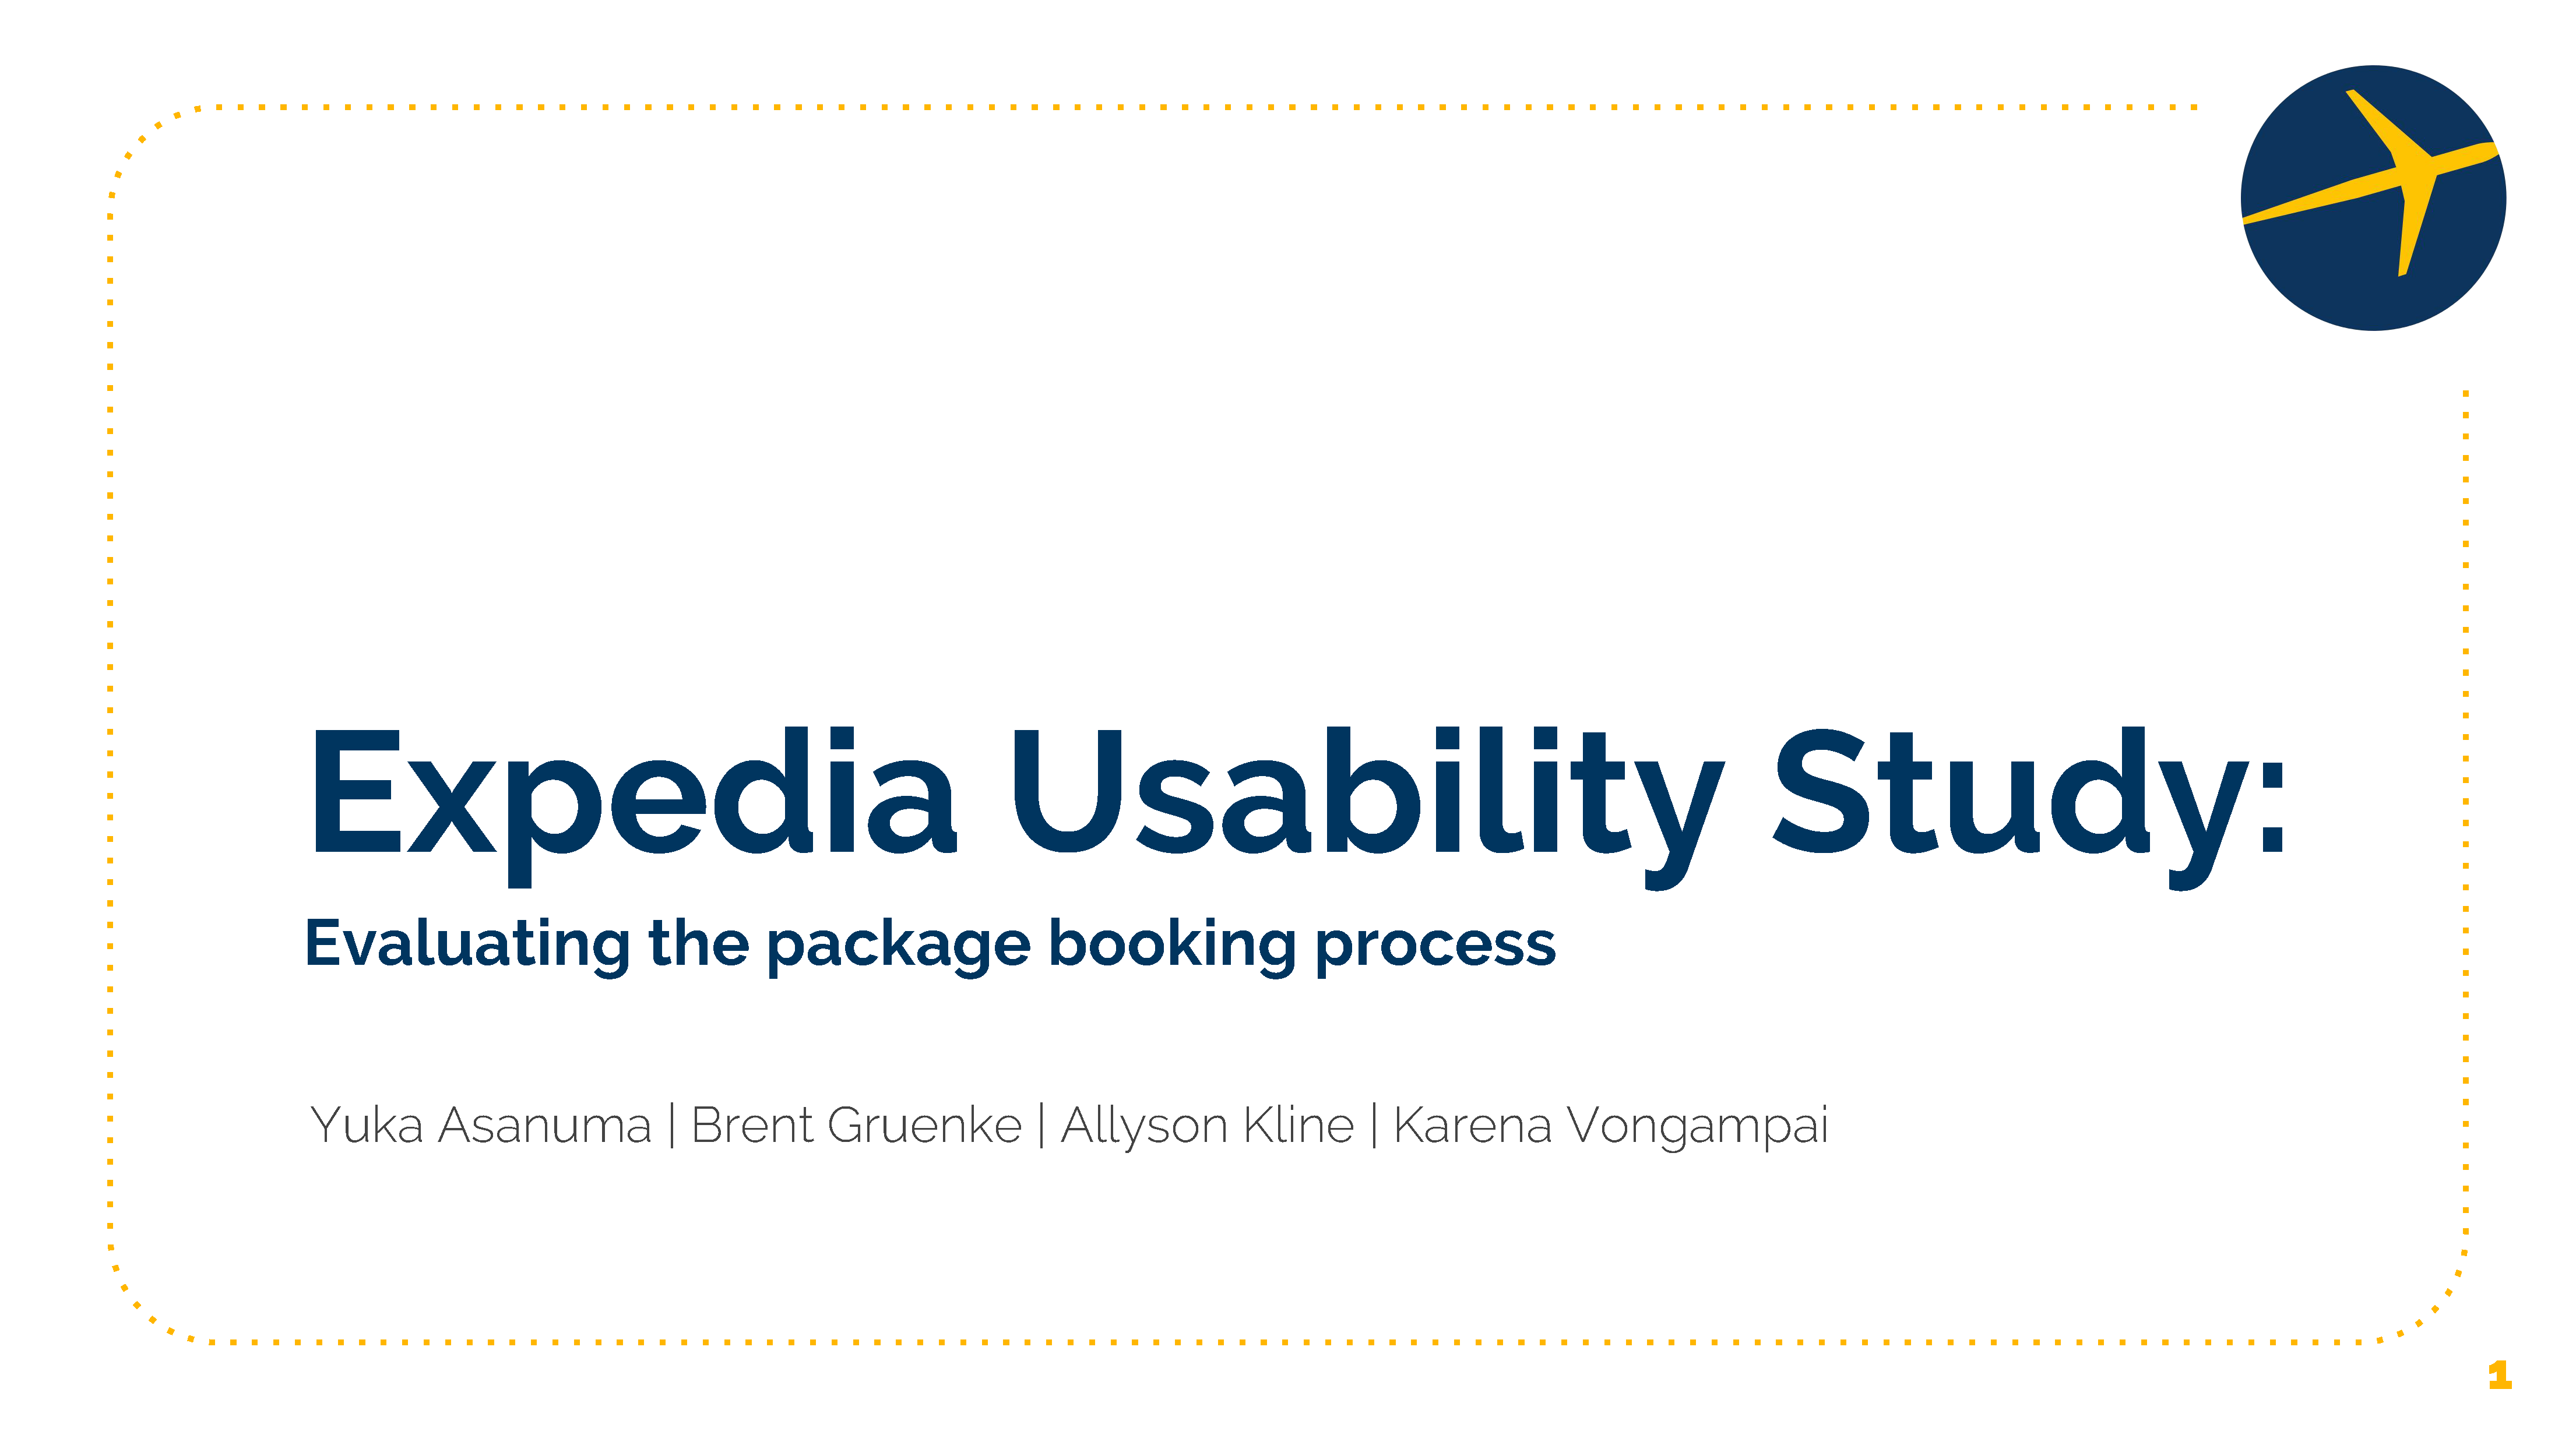 Expedia Usability Study:
Evaluating the package booking process
Yuka Asanuma | Brent Gruenke | Allyson Kline | Karena Vongampai
1